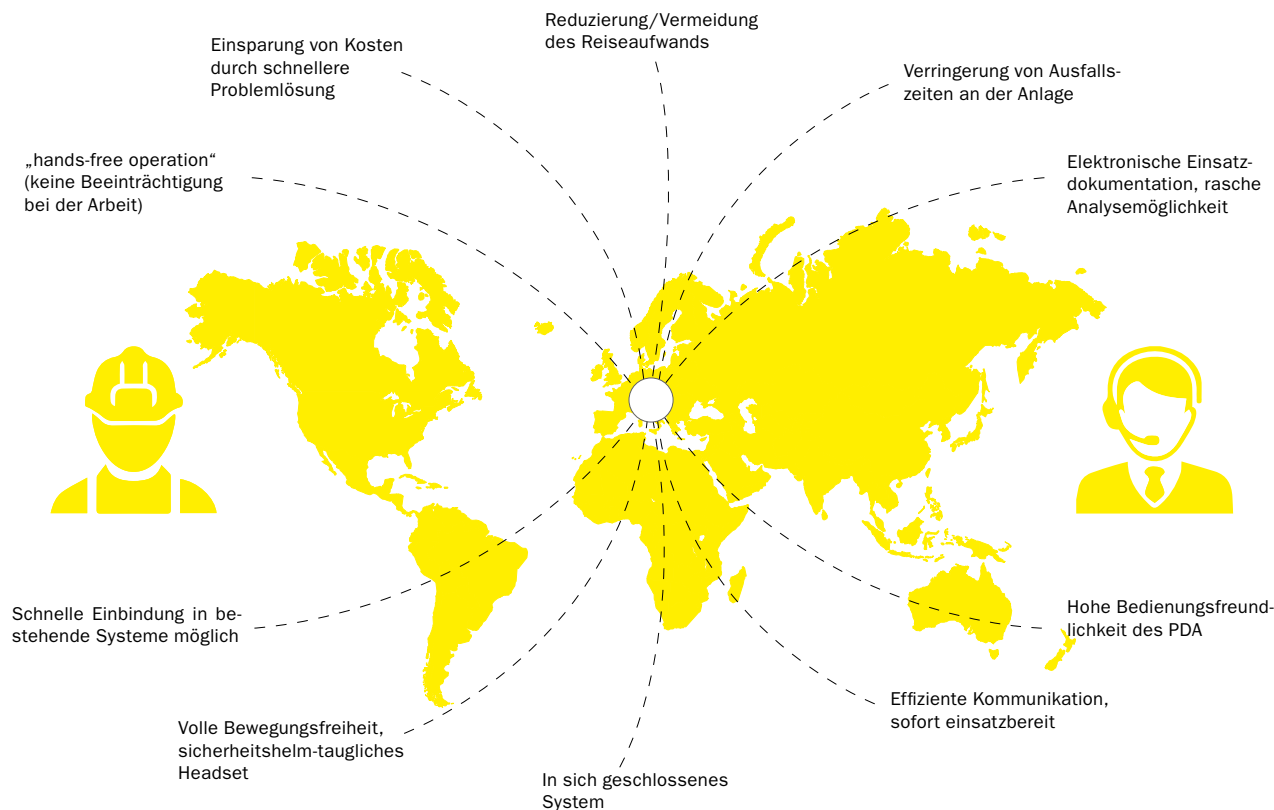 Reduzierung/Vermeidung
des Reiseaufwands
Einsparung von Kosten
durch schnellere
Problemlösung
Verringerung von Ausfalls-
zeiten an der Anlage
„hands-free operation“
(keine Beeinträchtigung
bei der Arbeit)
Elektronische Einsatz-
dokumentation, rasche
Analysemöglichkeit
Schnelle Einbindung in be-
stehende Systeme möglich
Hohe Bedienungsfreund-
lichkeit des PDA
Volle Bewegungsfreiheit,
sicherheitshelm-taugliches
Headset
Effiziente Kommunikation,
sofort einsatzbereit
In sich geschlossenes
System